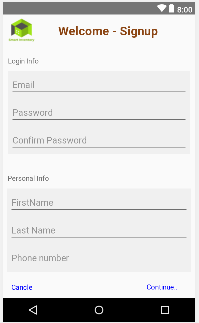 8:00
Welcome - Signup
Login Info
Email
Password
Confirm Password
Personal Info
FirstName
Last Name
Phone number
Cancle
Continue..